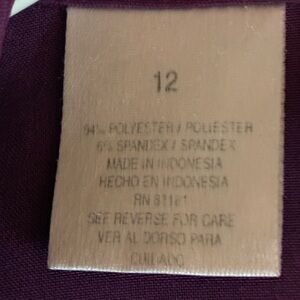 12
94% POLYESTER / POLIESTER
6% SPANDEX / SPANDEX
MADE IN INDONESIA
HECHO EN INDONESIA
RN 81161
SEE REVERSE FOR CARE
VER AL DORSO PARA
CUIDADO